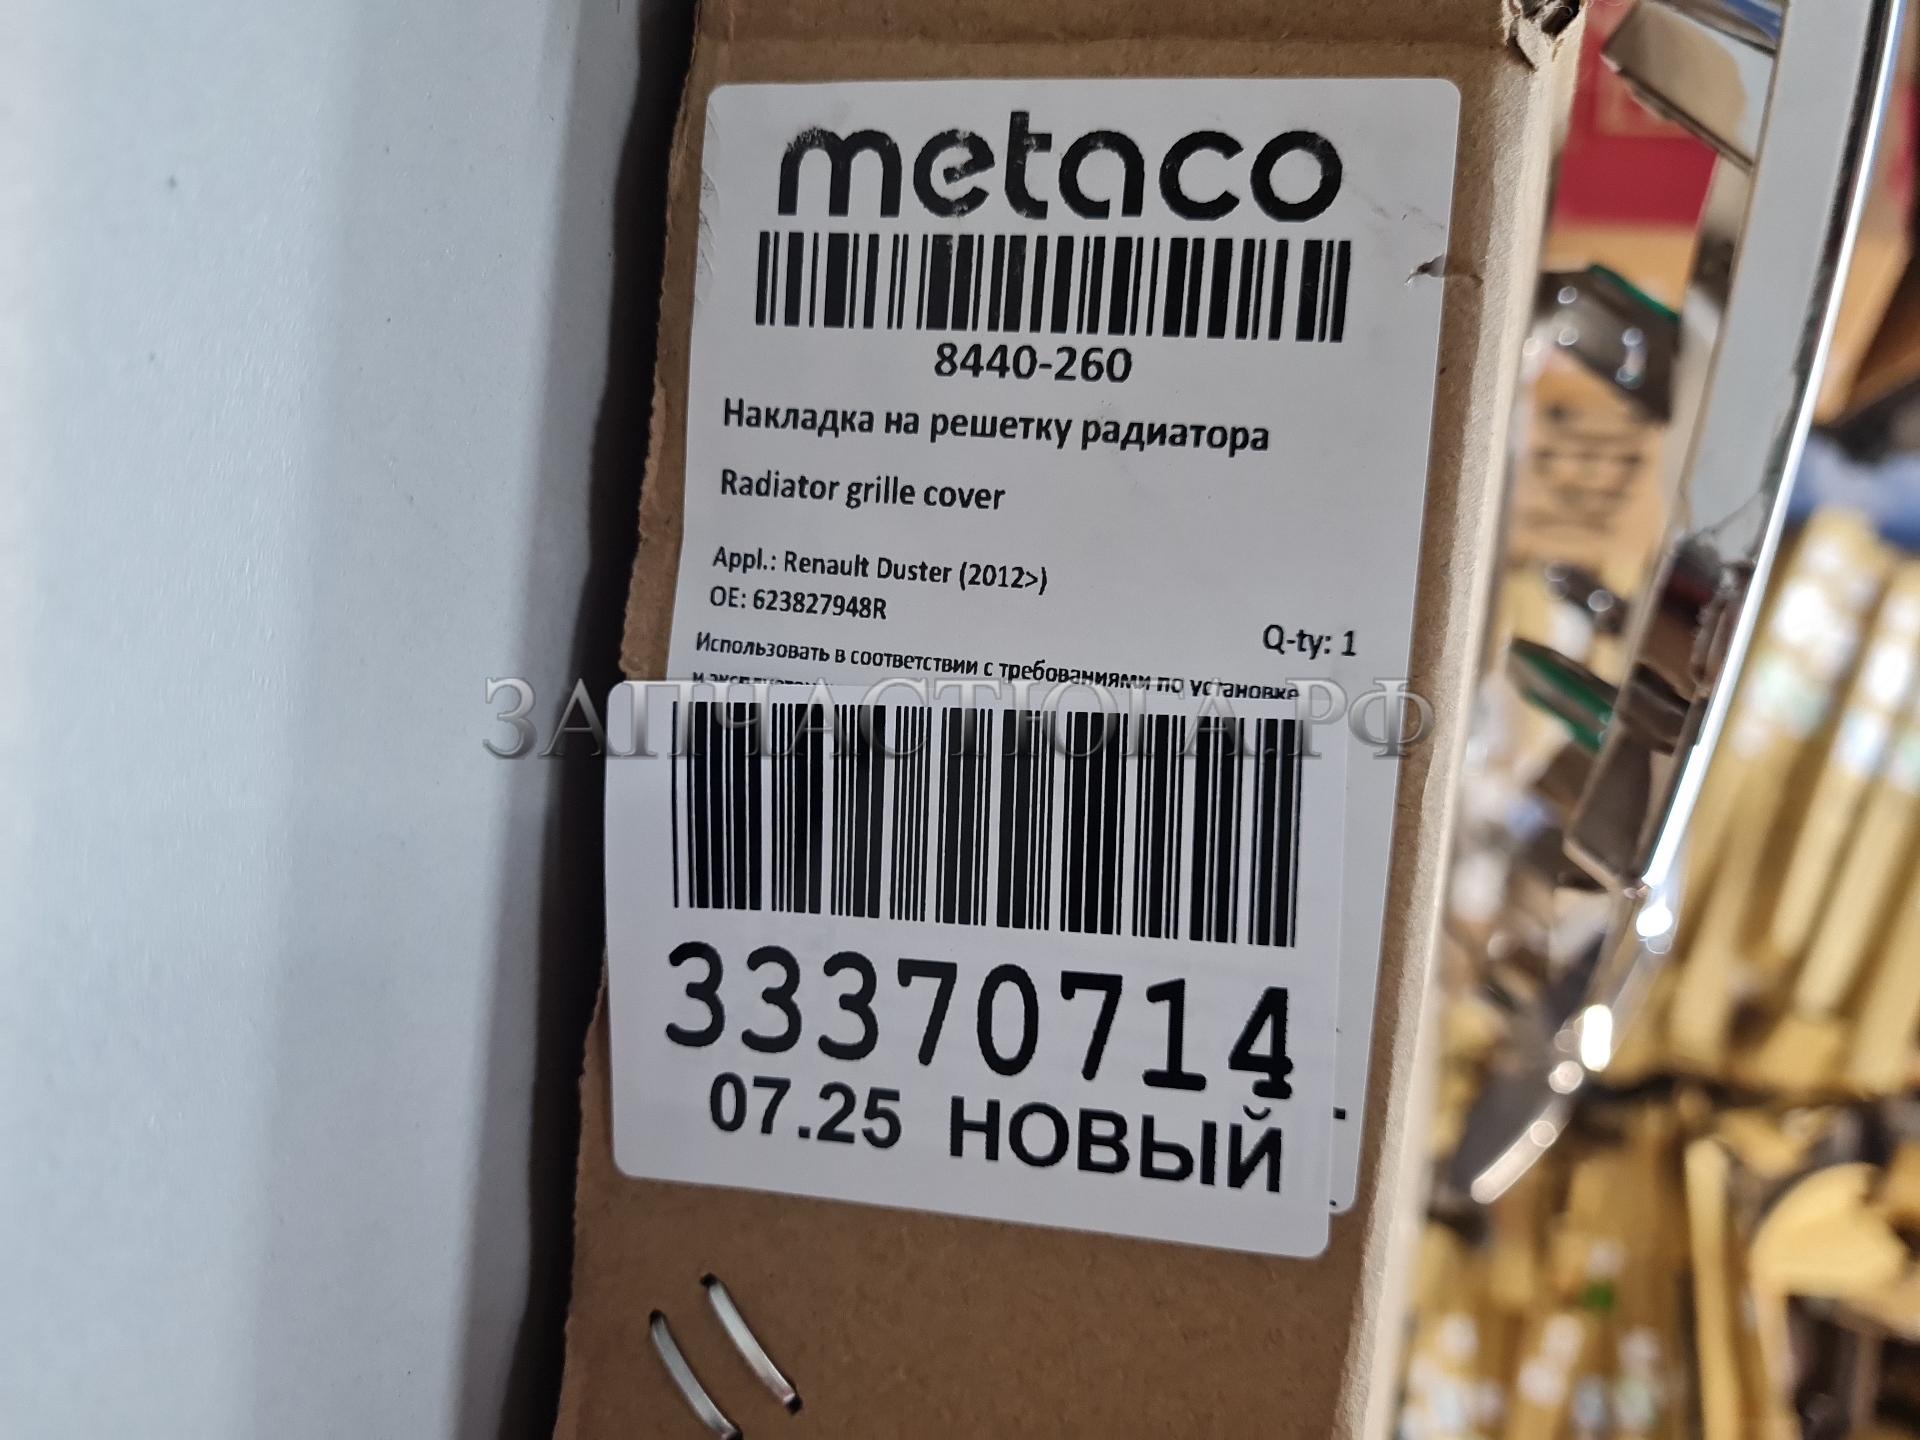 metaco
8440-260
Накладка на решетку радиатора
Radiator grille cover
Appl.: Renault Duster (2012>)
OE: 623827948R
Q-ty: 1
Использовать в соответствии с требованиями по установке
ЗАПЧАСТЮГА.РФ
33370714
07.25 НОВЫЙ